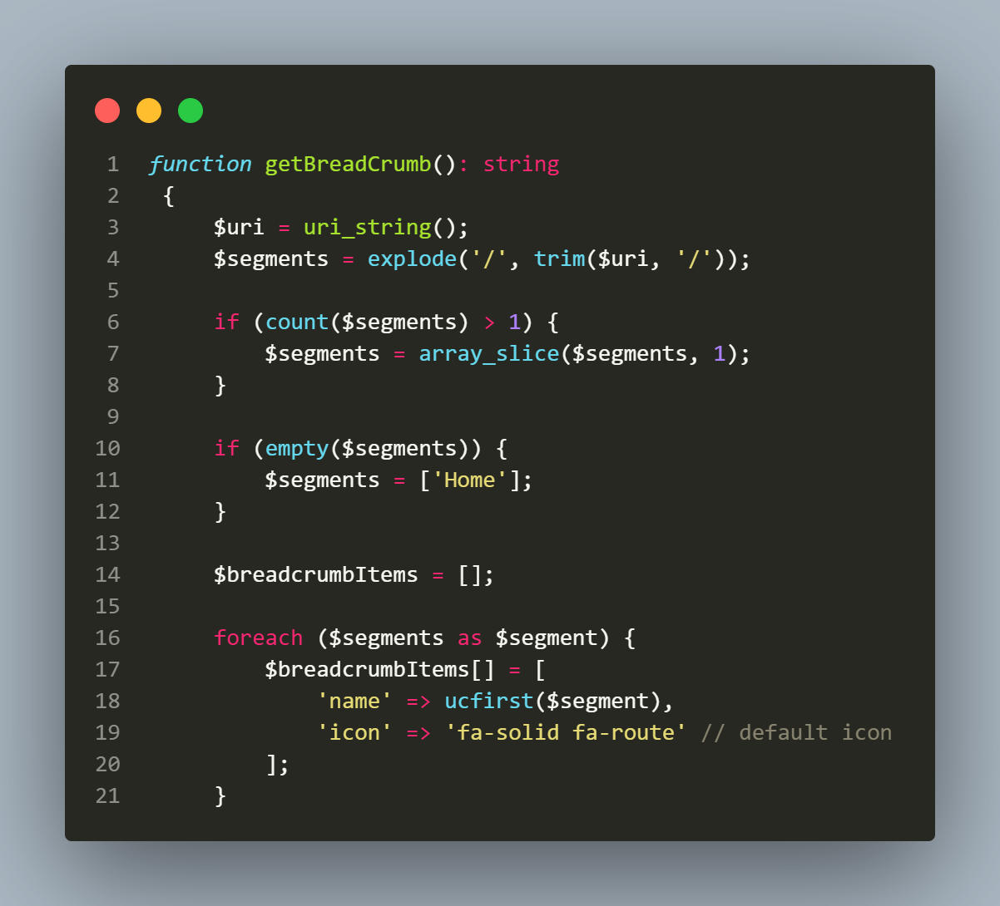 1 function getBreadCrumb(): string
2 {
3 $uri = uri_string();
4 $segments = explode('/', trim($uri, '/'));
5
6 if (count($segments) > 1) {
7 $segments = array_slice($segments, 1);
8 }
9
10 if (empty($segments)) {
11 $segments = ['Home'];
12 }
13
14 $breadcrumbItems = [];
15
16 foreach ($segments as $segment) {
17 $breadcrumbItems[] = [
18 'name' => ucfirst($segment),
19 'icon' => 'fa-solid fa-route' // default icon
20 ];
21 }